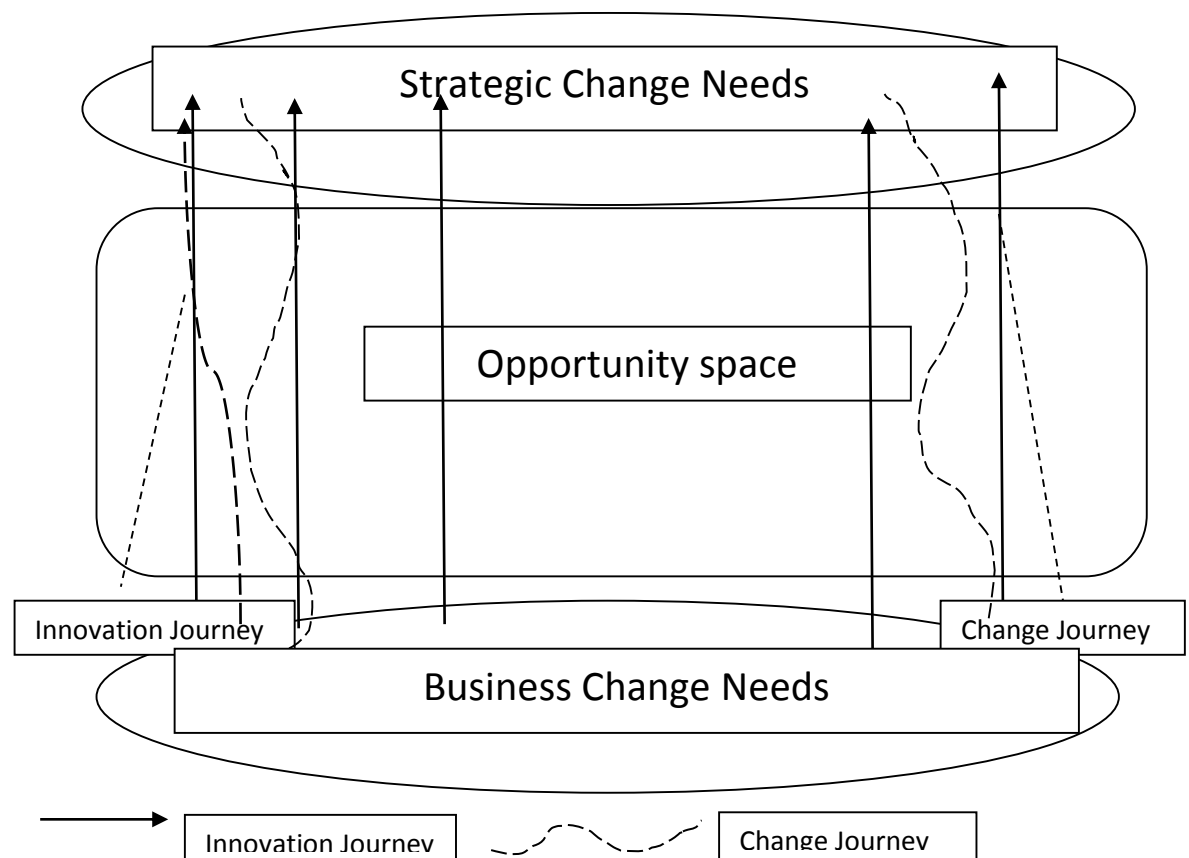 Strategic Change Needs
Opportunity space
Innovation Journey
Change Journey
Business Change Needs
Innovation Journey
Change Journey